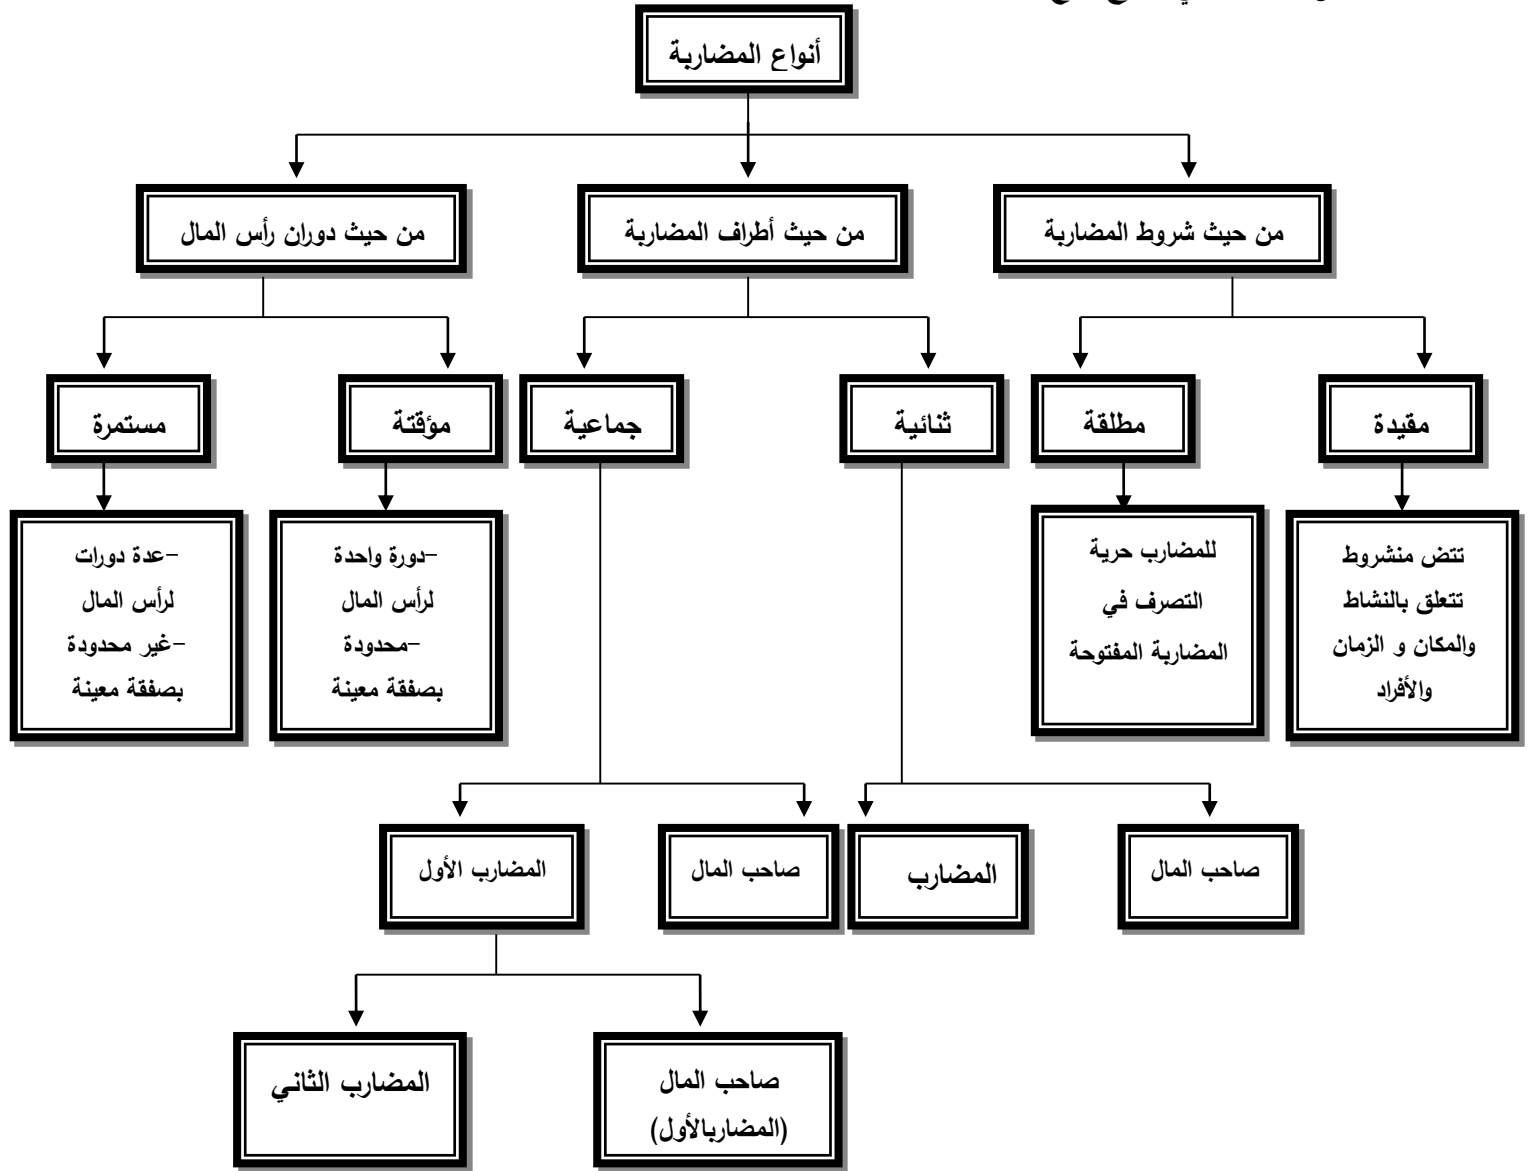 أنواع المضاربة
من حيث شروط المضاربة
من حيث أطراف المضاربة
من حيث دوران رأس المال
مقيدة
مطلقة
ثنائية
جماعية
مؤقتة
مستمرة
تتض منشروط
تتعلق بالنشاط
والمكان و الزمان
والأفراد
للمضارب حرية
التصرف في
المضاربة المفتوحة
-دورة واحدة
لرأس المال
-محدودة
بصفقة معينة
-عدة دورات
لرأس المال
-غير محدودة
بصفقة معينة
صاحب المال
المضارب
صاحب المال
المضارب الأول
صاحب المال
(المضاربالأول)
المضارب الثاني